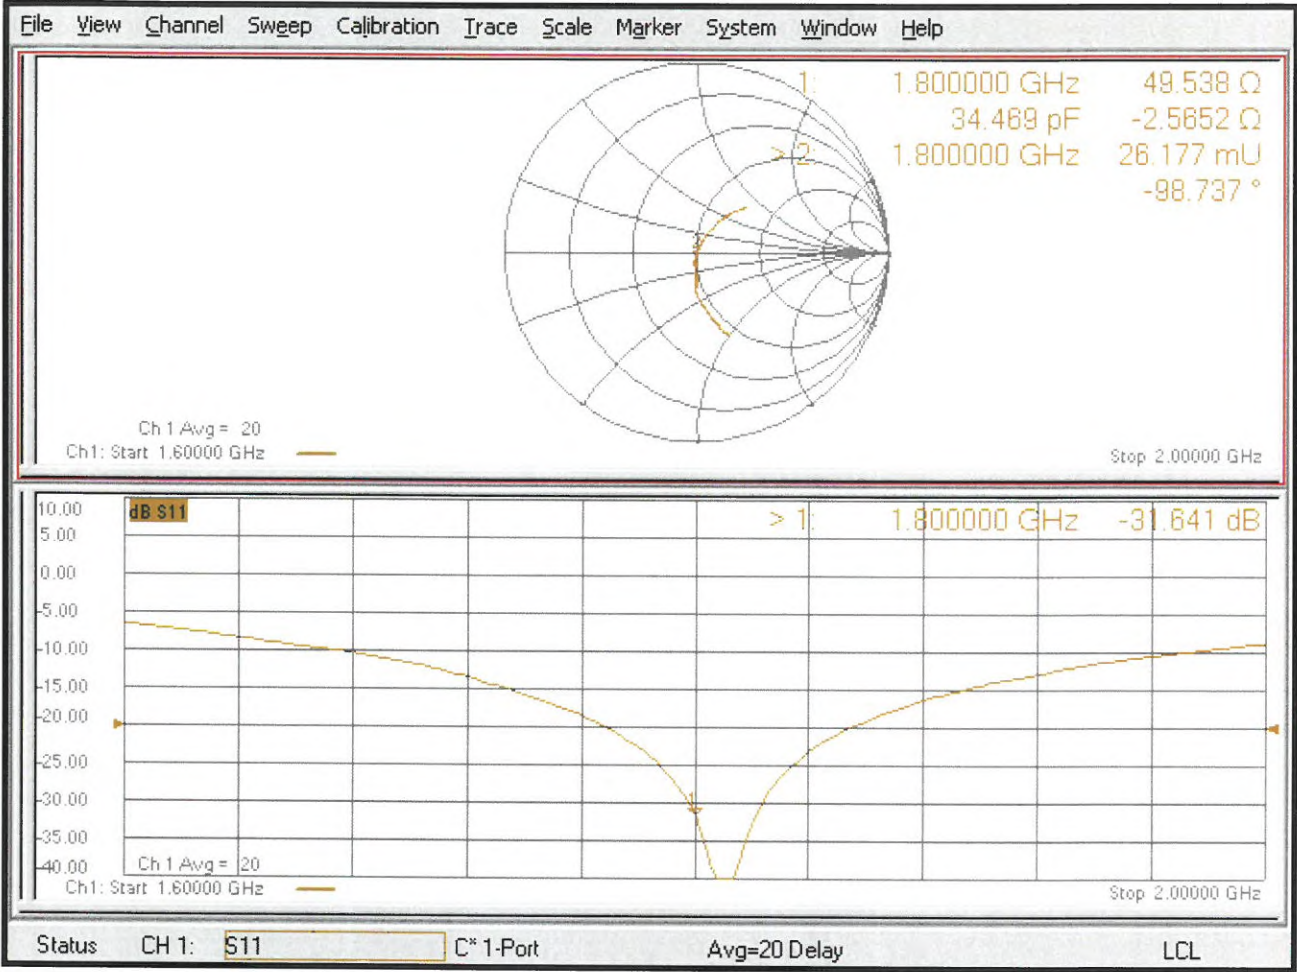 File View Channel Sweep Calibration Trace Scale Marker System Window Help
1: 1.800000 GHz 49.538 Ω
34.469 pF -2.5652 Ω
> 2: 1.800000 GHz 26.177 mU
-98.737 °
Ch 1 Avg = 20
Ch1: Start 1.60000 GHz Stop 2.00000 GHz
10.00 dB S11 > 1: 1.800000 GHz -31.641 dB
5.00
0.00
-5.00
-10.00
-15.00
-20.00
-25.00
-30.00
1
-35.00
-40.00 Ch 1 Avg = 20
Ch1: Start 1.60000 GHz Stop 2.00000 GHz
Status CH 1: S11 C* 1-Port Avg=20 Delay LCL